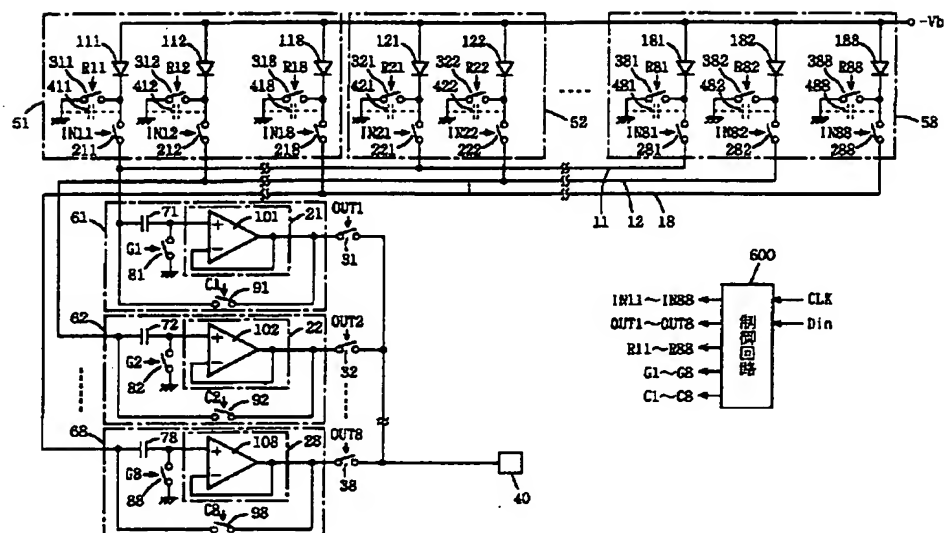 -Vb
111 112 118 121 122 181 182 188
311 R11 312 R12 318 R18 321 R21 322 R22 381 R81 382 R82 388 R88
411 412 418 421 422 481 482 488
51 52 58
IN11 IN12 IN18 IN21 IN22 IN81 IN82 IN88
211 212 218 221 222 281 282 288
11 12 18
61 71 101 21 OUT1
G1 31
81 C1 91
62 72 102 22 OUT2
G2 32
82 C2 92
68 78 108 28 OUT8
G8 38
88 C8 98
40
600
IN11~IN88 CLK
OUT1~OUT8 Din
R11~R88
G1~G8
C1~C8
制御回路